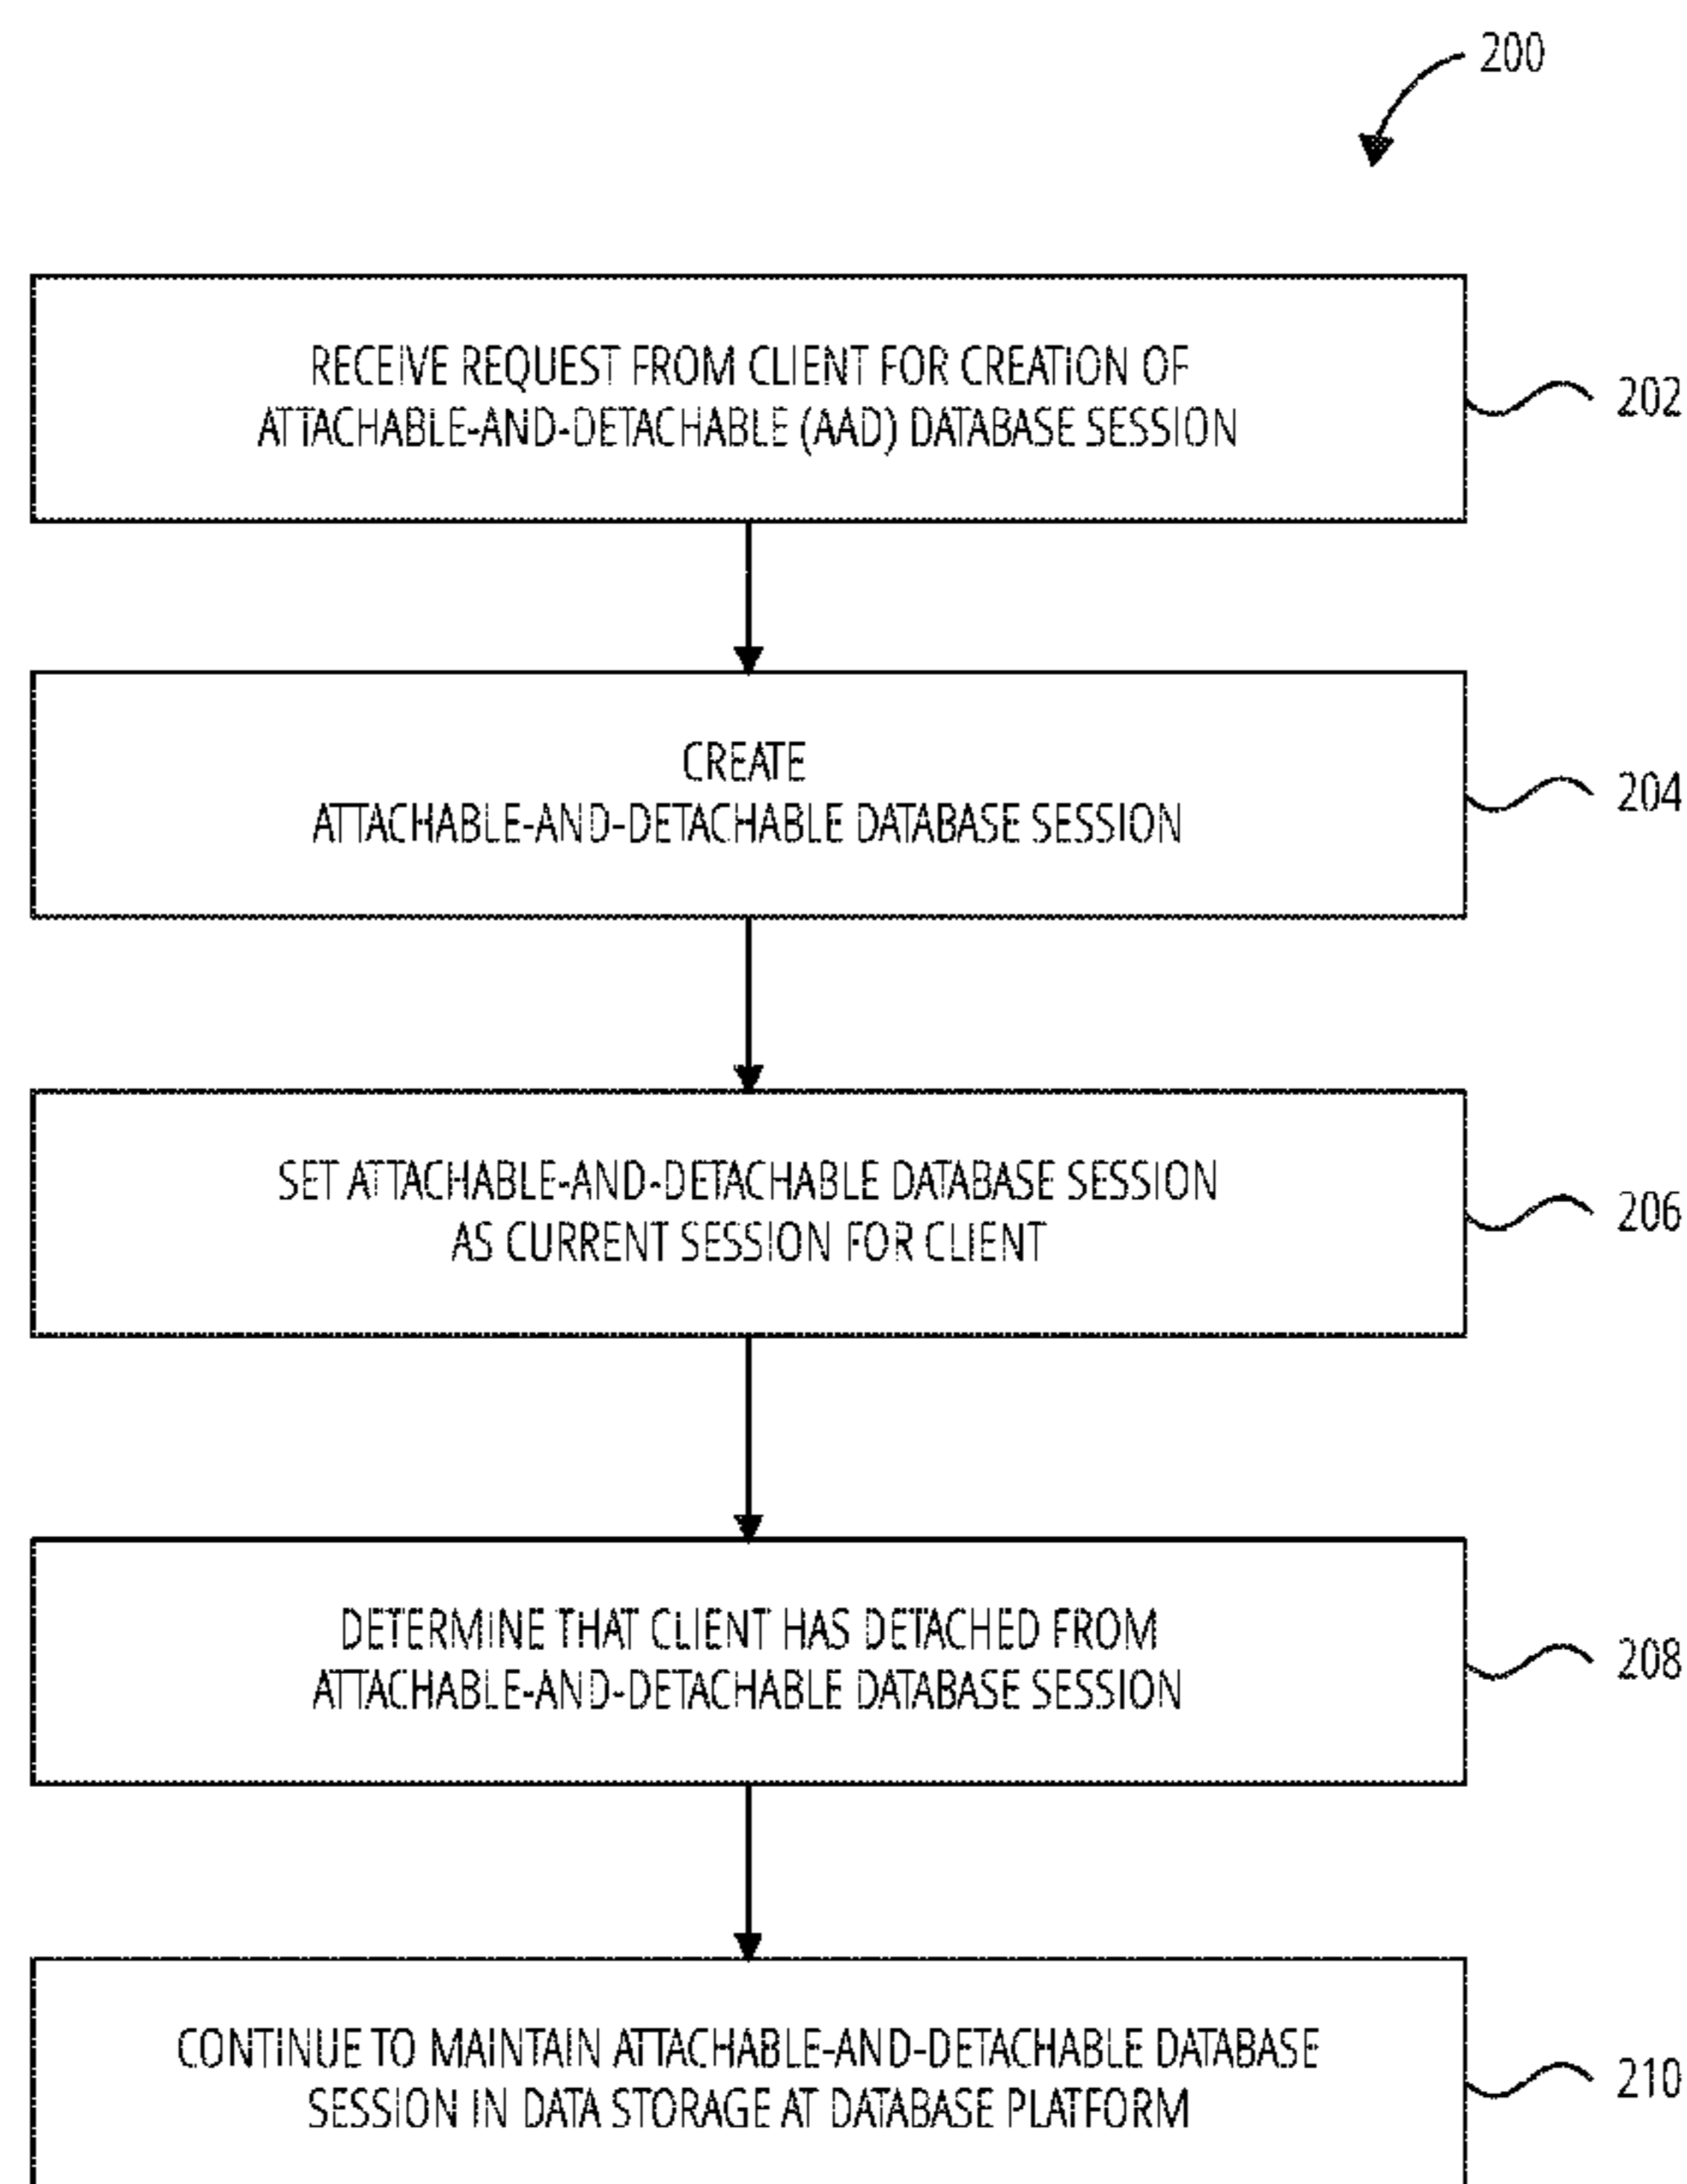 200
RECEIVE REQUEST FROM CLIENT FOR CREATION OF
ATTACHABLE-AND-DETACHABLE (AAD) DATABASE SESSION
202
CREATE
ATTACHABLE-AND-DETACHABLE DATABASE SESSION
204
SET ATTACHABLE-AND-DETACHABLE DATABASE SESSION
AS CURRENT SESSION FOR CLIENT
206
DETERMINE THAT CLIENT HAS DETACHED FROM
ATTACHABLE-AND-DETACHABLE DATABASE SESSION
208
CONTINUE TO MAINTAIN ATTACHABLE-AND-DETACHABLE DATABASE
SESSION IN DATA STORAGE AT DATABASE PLATFORM
210